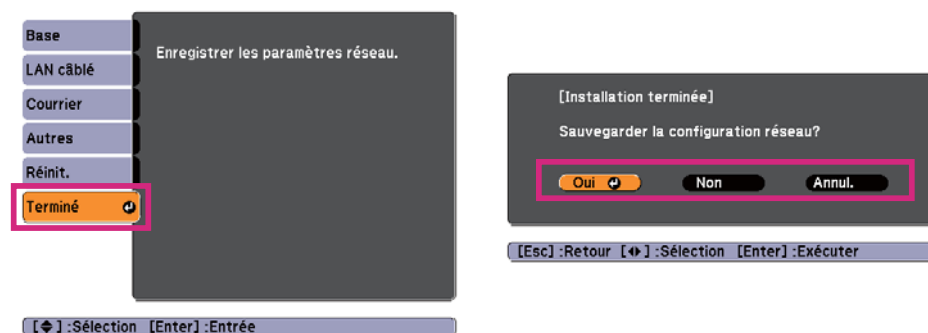 Base
LAN câblé
Courrier
Autres
Réinit.
Terminé
Enregistrer les paramètres réseau.
[ ] :Sélection [Enter] :Entrée
[Installation terminée]
Sauvegarder la configuration réseau?
Oui Non Annul.
[Esc] :Retour [ ] :Sélection [Enter] :Exécuter